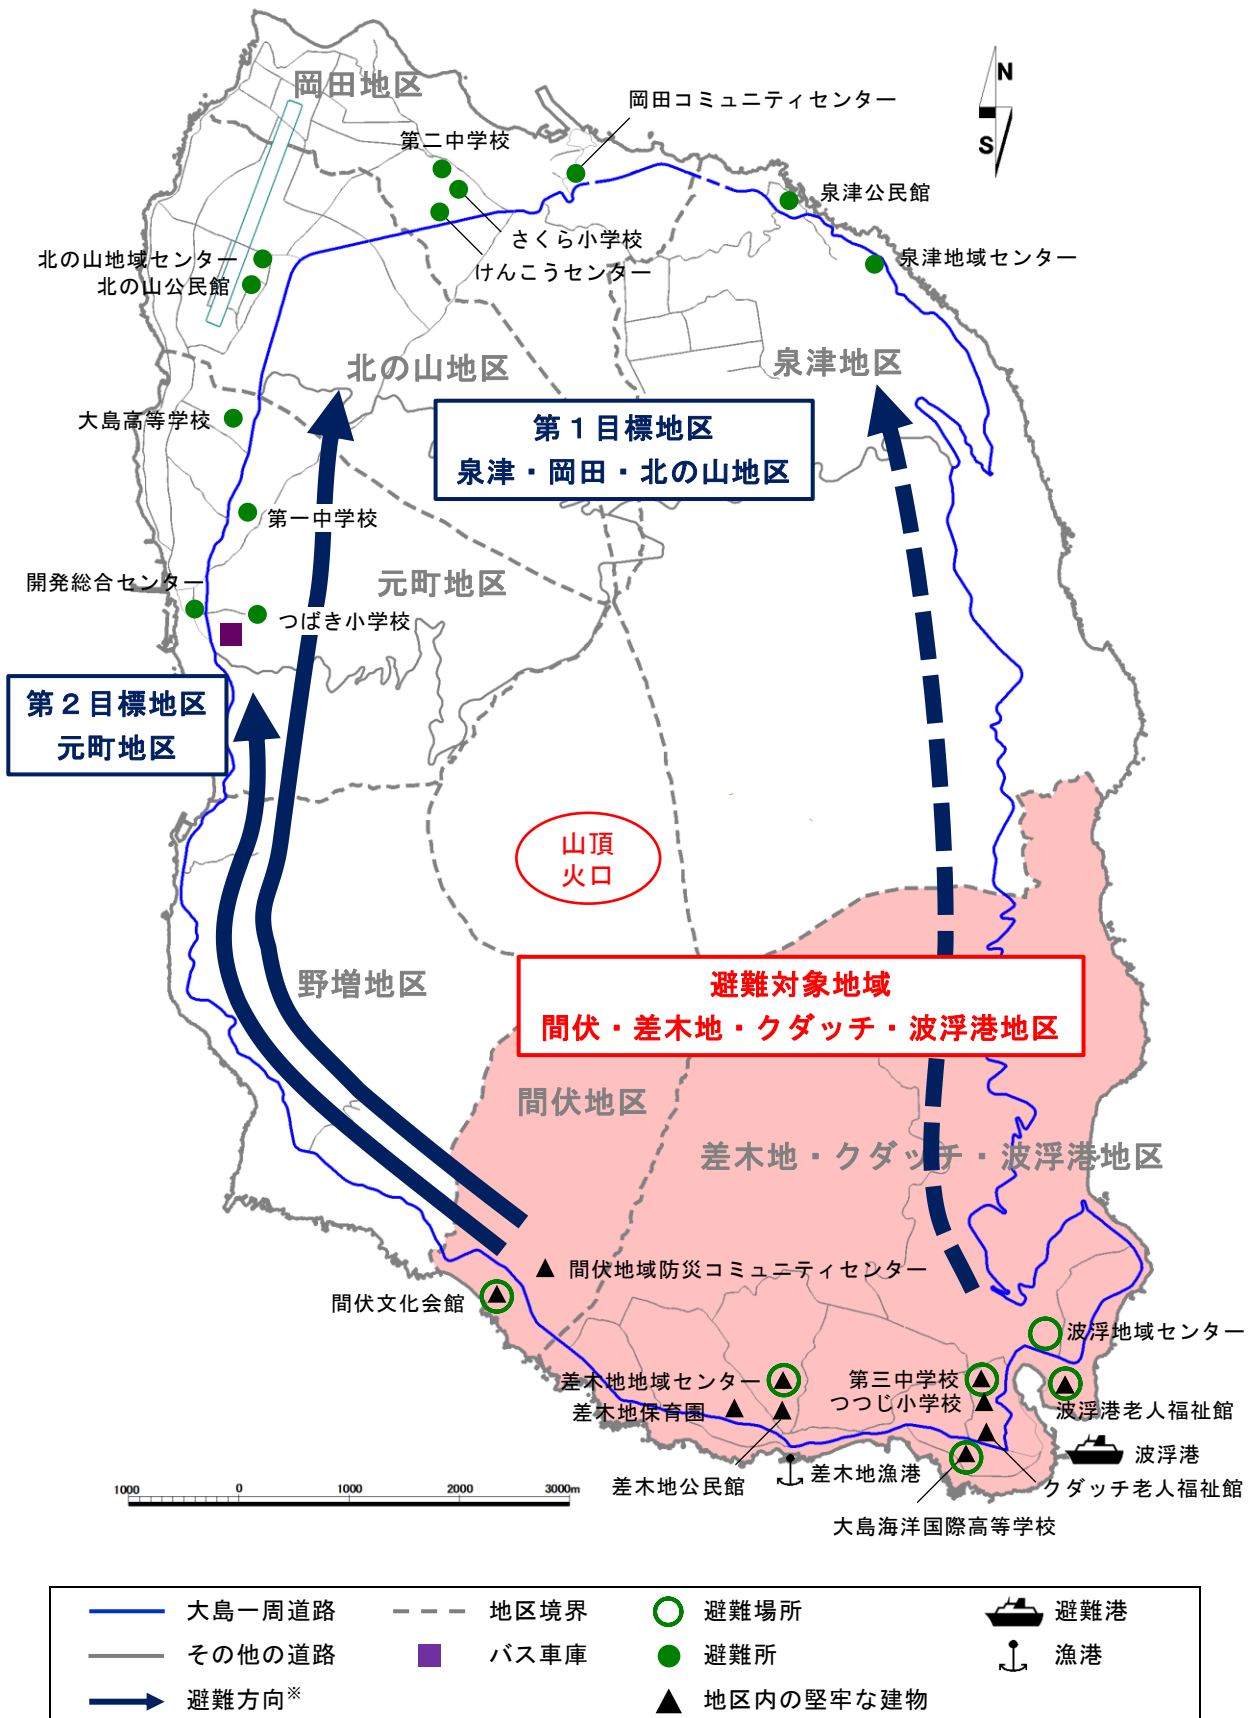 岡田地区
N
S
岡田コミュニティセンター
第二中学校
泉津公民館
さくら小学校
けんこうセンター
泉津地域センター
北の山地域センター
北の山公民館
北の山地区
泉津地区
大島高等学校
第１目標地区
泉津・岡田・北の山地区
第一中学校
元町地区
開発総合センター
つばき小学校
第２目標地区
元町地区
山頂
火口
野増地区
避難対象地域
間伏・差木地・クダッチ・波浮港地区
間伏地区
差木地・クダッチ・波浮港地区
間伏地域防災コミュニティセンター
間伏文化会館
波浮地域センター
差木地地域センター
第三中学校
差木地保育園
つつじ小学校
波浮港老人福祉館
波浮港
差木地公民館
差木地漁港
クダッチ老人福祉館
大島海洋国際高等学校
1000 0 1000 2000 3000m
大島一周道路
地区境界
避難場所
避難港
その他の道路
バス車庫
避難所
漁港
避難方向※
地区内の堅牢な建物